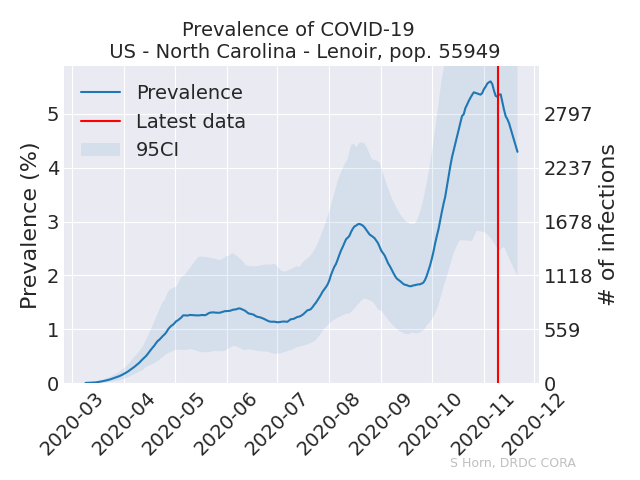 Prevalence of COVID-19
US - North Carolina - Lenoir, pop. 55949
Prevalence
Latest data
95CI
Prevalence (%)
5
4
3
2
1
0
2797
2237
1678
1118
559
0
# of infections
2020-03
2020-04
2020-05
2020-06
2020-07
2020-08
2020-09
2020-10
2020-11
2020-12
S Horn, DRDC CORA